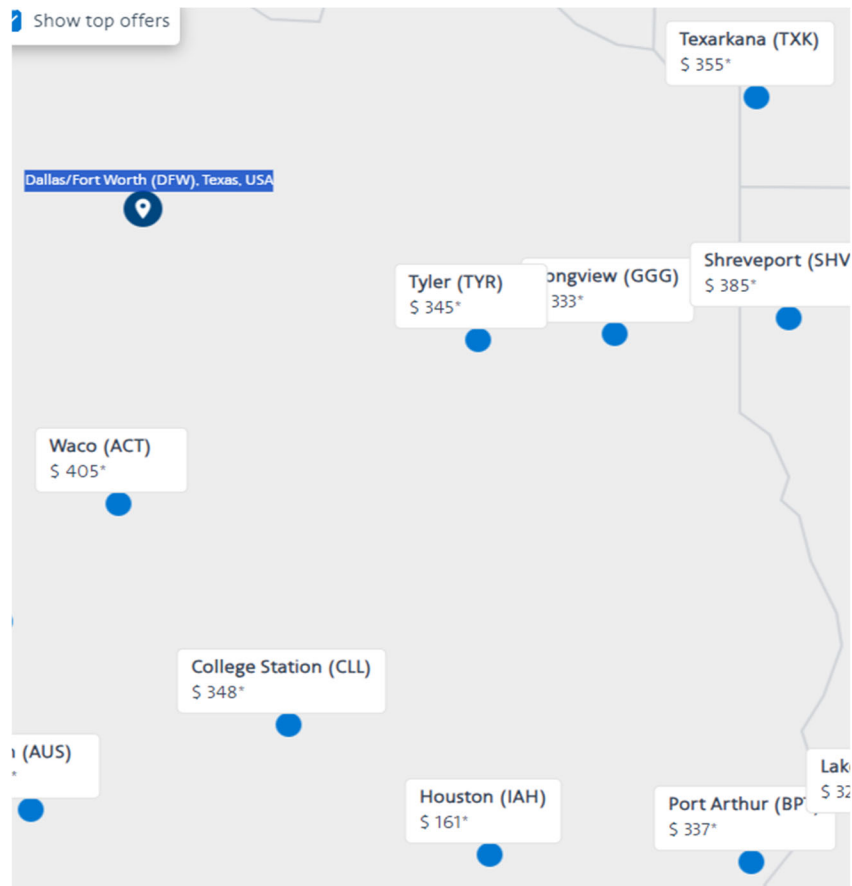 Show top offers
Texarkana (TXK)
$ 355*
Dallas/Fort Worth (DFW), Texas, USA
Shreveport (SHV
$ 385*
Tyler (TYR)
$ 345*
ongview (GGG)
333*
Waco (ACT)
$ 405*
College Station (CLL)
$ 348*
(AUS)
*
Lak
$ 32
Houston (IAH)
$ 161*
Port Arthur (BPT)
$ 337*